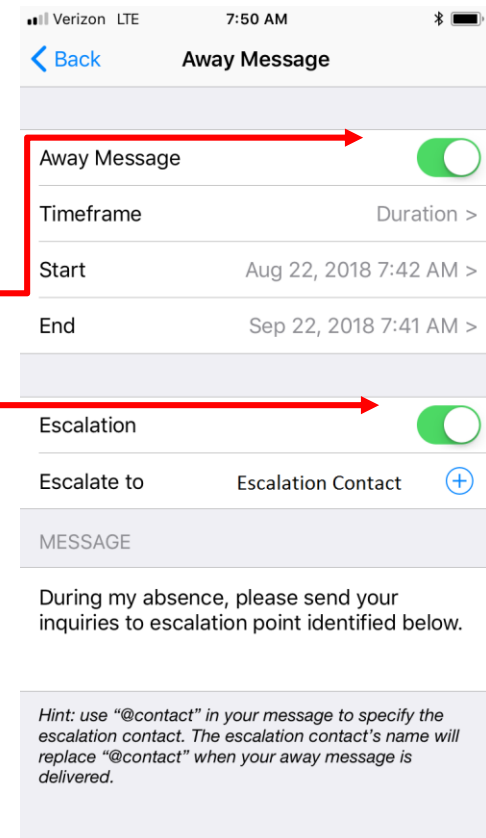 Verizon LTE 7:50 AM
Back Away Message
Away Message
Timeframe Duration >
Start Aug 22, 2018 7:42 AM >
End Sep 22, 2018 7:41 AM >
Escalation
Escalate to Escalation Contact
MESSAGE
During my absence, please send your
inquiries to escalation point identified below.
Hint: use “@contact” in your message to specify the
escalation contact. The escalation contact's name will
replace “@contact” when your away message is
delivered.